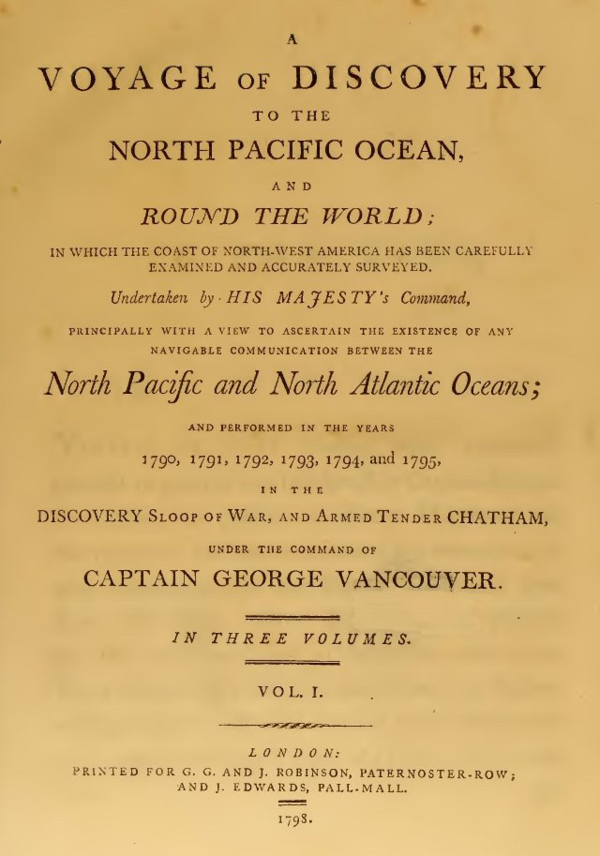 A
VOYAGE OF DISCOVERY
TO THE
NORTH PACIFIC OCEAN,
AND
ROUND THE WORLD;
IN WHICH THE COAST OF NORTH-WEST AMERICA HAS BEEN CAREFULLY
EXAMINED AND ACCURATELY SURVEYED.
Undertaken by HIS MAJESTY's Command,
PRINCIPALLY WITH A VIEW TO ASCERTAIN THE EXISTENCE OF ANY
NAVIGABLE COMMUNICATION BETWEEN THE
North Pacific and North Atlantic Oceans;
AND PERFORMED IN THE YEARS
1790, 1791, 1792, 1793, 1794, and 1795,
IN THE
DISCOVERY SLOOP OF WAR, AND ARMED TENDER CHATHAM,
UNDER THE COMMAND OF
CAPTAIN GEORGE VANCOUVER.
IN THREE VOLUMES.
VOL. I.
LONDON:
PRINTED FOR G. G. AND J. ROBINSON, PATERNOSTER-ROW;
AND J. EDWARDS, PALL-MALL.
1798.